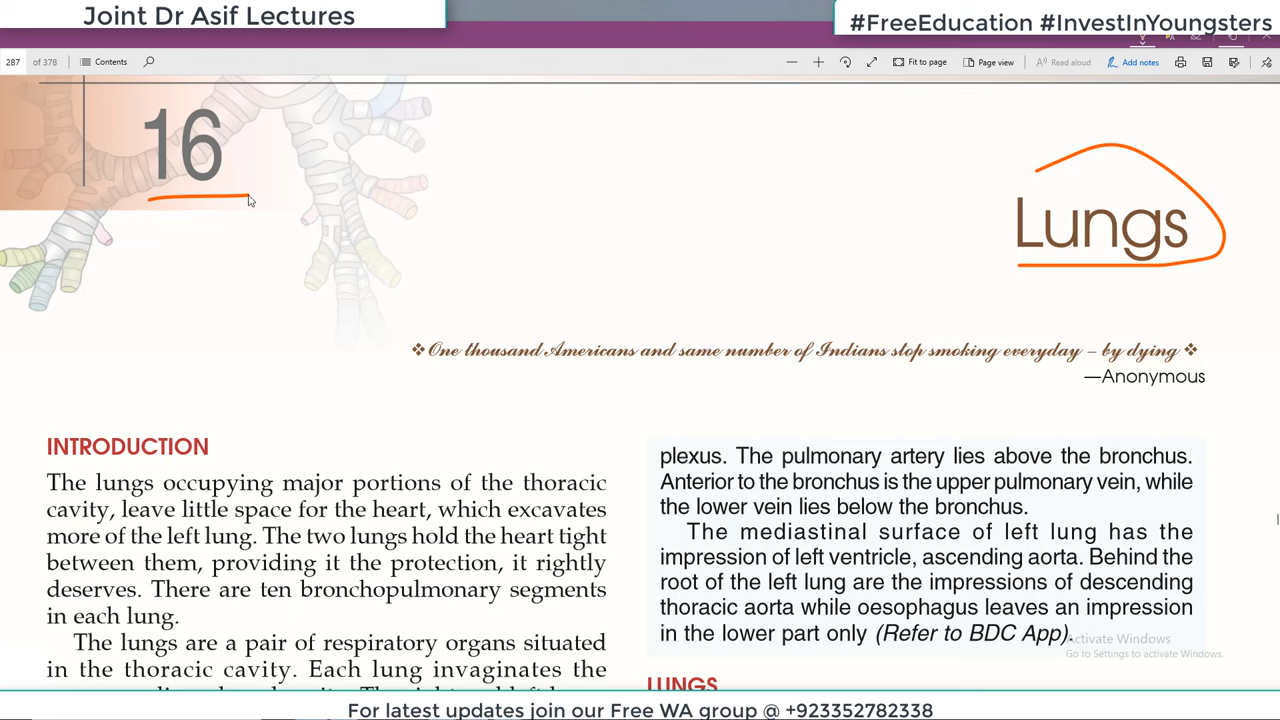 Joint Dr Asif Lectures
#FreeEducation #InvestInYoungsters
287 of 378 Contents Fit to page Page view Read aloud Add notes
16
Lungs
❖One thousand Americans and same number of Indians stop smoking everyday – by dying ❖
—Anonymous
INTRODUCTION
The lungs occupying major portions of the thoracic
cavity, leave little space for the heart, which excavates
more of the left lung. The two lungs hold the heart tight
between them, providing it the protection, it rightly
deserves. There are ten bronchopulmonary segments
in each lung.
The lungs are a pair of respiratory organs situated
in the thoracic cavity. Each lung invaginates the
plexus. The pulmonary artery lies above the bronchus.
Anterior to the bronchus is the upper pulmonary vein, while
the lower vein lies below the bronchus.
The mediastinal surface of left lung has the
impression of left ventricle, ascending aorta. Behind the
root of the left lung are the impressions of descending
thoracic aorta while oesophagus leaves an impression
in the lower part only (Refer to BDC App).
LUNGS
Activate Windows
Go to Settings to activate Windows.
For latest updates join our Free WA group @ +923352782338